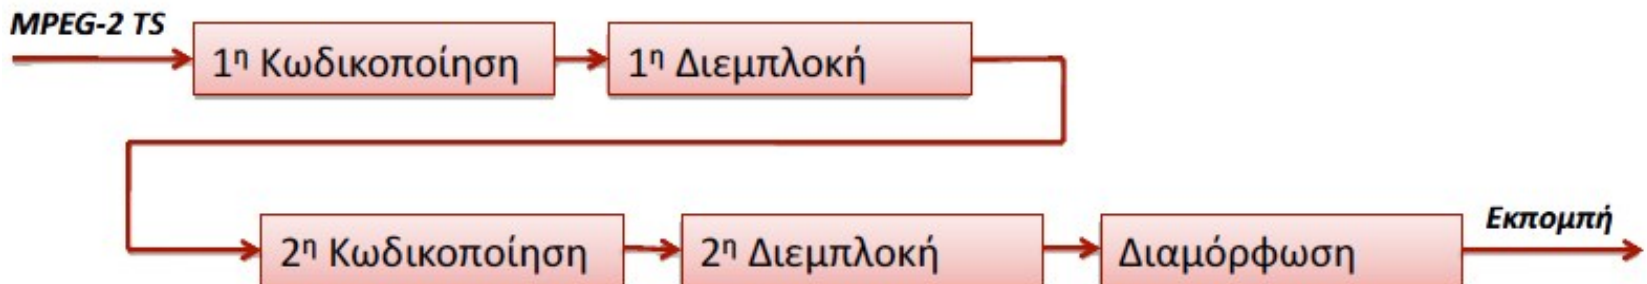 MPEG-2 TS
1η Κωδικοποίηση
1η Διεμπλοκή
2η Κωδικοποίηση
2η Διεμπλοκή
Διαμόρφωση
Εκπομπή